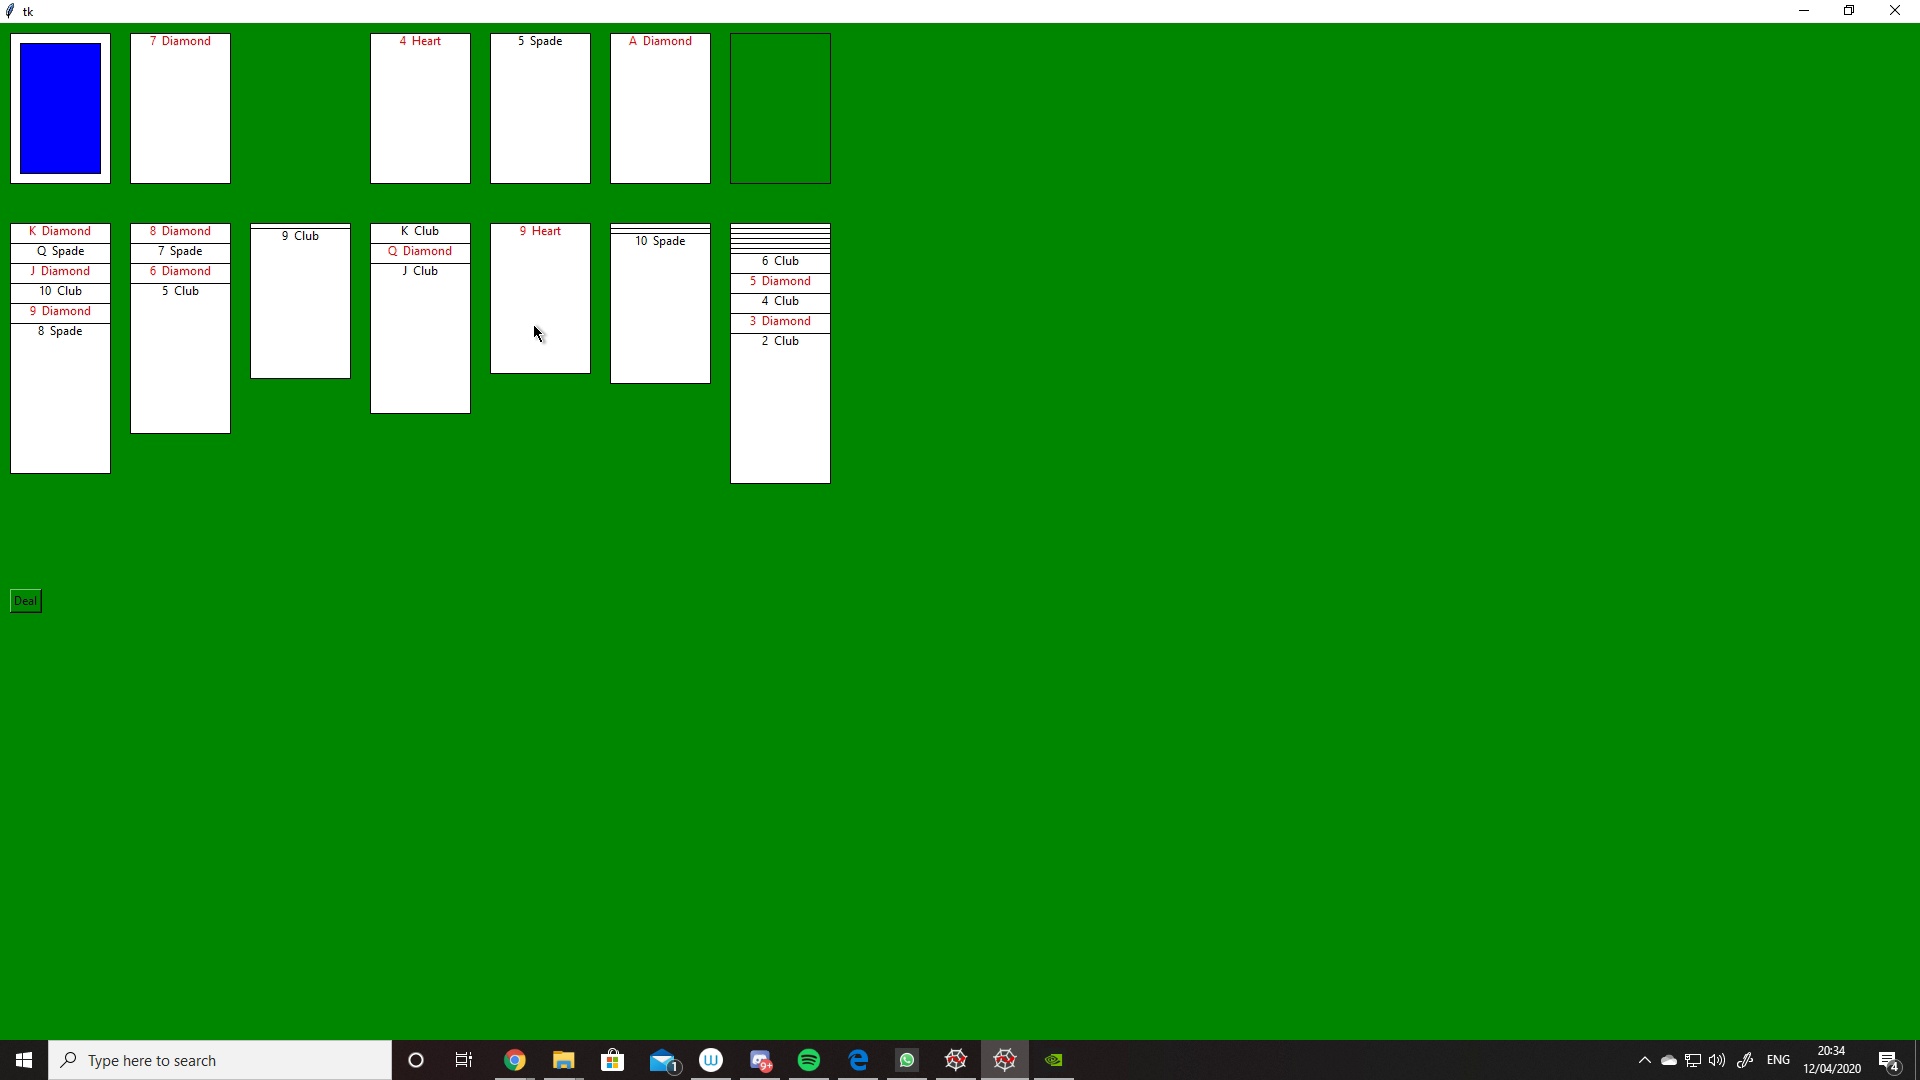 tk
7 Diamond
4 Heart
5 Spade
A Diamond
K Diamond
Q Spade
J Diamond
10 Club
9 Diamond
8 Spade
8 Diamond
7 Spade
6 Diamond
5 Club
9 Club
K Club
Q Diamond
J Club
9 Heart
10 Spade
6 Club
5 Diamond
4 Club
3 Diamond
2 Club
Deal
Type here to search
1
W
9+
ENG
20:34
12/04/2020
4